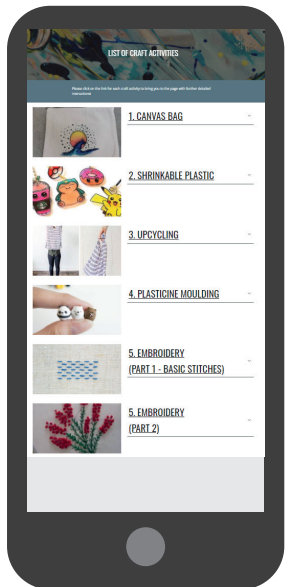 LIST OF CRAFT ACTIVITIES
Please click on the link for each craft activity to bring you to the page with further detailed
instructions!
1. CANVAS BAG
2. SHRINKABLE PLASTIC
3. UPCYCLING
4. PLASTICINE MOULDING
5. EMBROIDERY
(PART 1 - BASIC STITCHES)
5. EMBROIDERY
(PART 2)